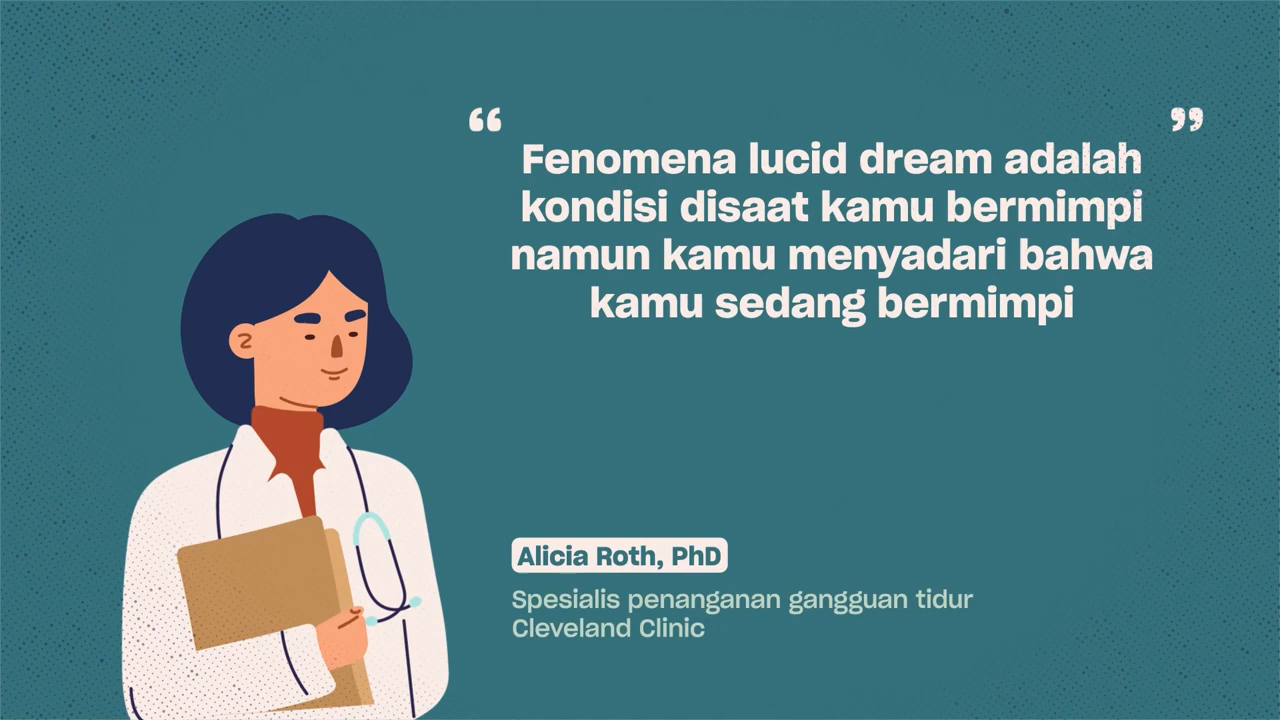 “ ”
Fenomena lucid dream adalah
kondisi disaat kamu bermimpi
namun kamu menyadari bahwa
kamu sedang bermimpi
Alicia Roth, PhD
Spesialis penanganan gangguan tidur
Cleveland Clinic